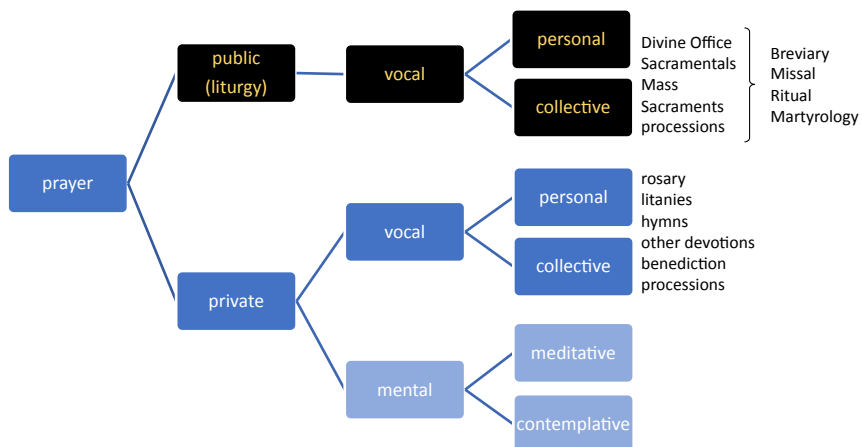 prayer
public
(liturgy)
vocal
personal
collective
Divine Office
Sacramentals
Mass
Sacraments
processions
Breviary
Missal
Ritual
Martyrology
private
vocal
personal
collective
rosary
litanies
hymns
other devotions
benediction
processions
mental
meditative
contemplative